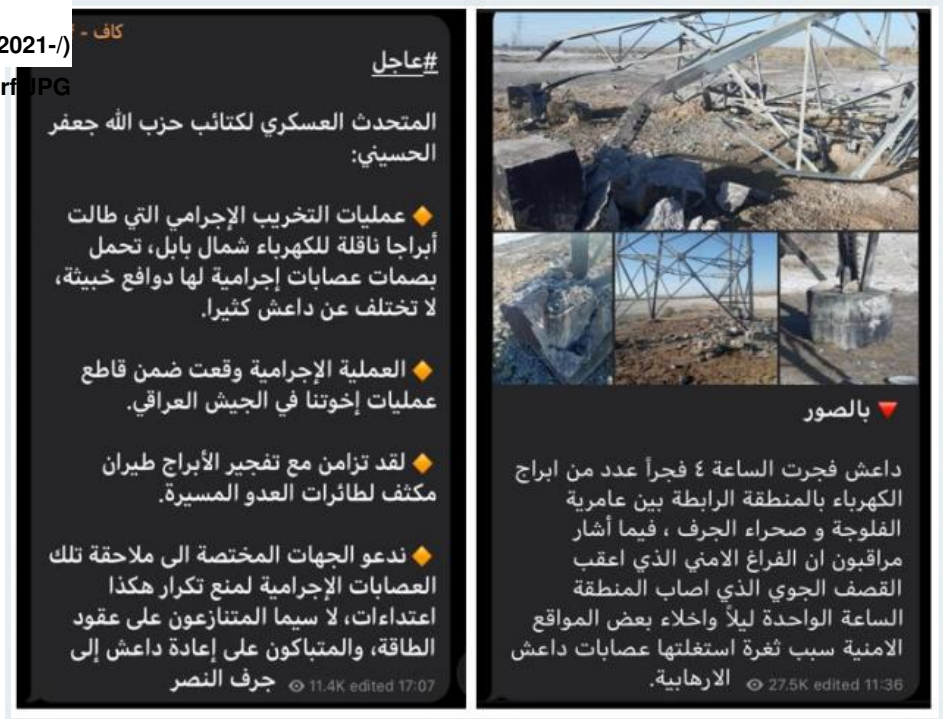 2021-/)
rf.JPG
كاف -
#عاجل
المتحدث العسكري لكتائب حزب الله جعفر
الحسيني:
🔶 عمليات التخريب الإجرامي التي طالت
أبراجا ناقلة للكهرباء شمال بابل، تحمل
بصمات عصابات إجرامية لها دوافع خبيثة،
لا تختلف عن داعش كثيرا.
🔶 العملية الإجرامية وقعت ضمن قاطع
عمليات إخوتنا في الجيش العراقي.
🔶 لقد تزامن مع تفجير الأبراج طيران
مكثف لطائرات العدو المسيرة.
🔶 ندعو الجهات المختصة الى ملاحقة تلك
العصابات الإجرامية لمنع تكرار هكذا
اعتداءات، لا سيما المتنازعون على عقود
الطاقة، والمتباكون على إعادة داعش إلى
جرف النصر
11.4K edited 17:07
🔻 بالصور
داعش فجرت الساعة ٤ فجراً عدد من ابراج
الكهرباء بالمنطقة الرابطة بين عامرية
الفلوجة و صحراء الجرف ، فيما أشار
مراقبون ان الفراغ الامني الذي اعقب
القصف الجوي الذي اصاب المنطقة
الساعة الواحدة ليلاً واخلاء بعض المواقع
الامنية سبب ثغرة استغلتها عصابات داعش
الارهابية.
27.5K edited 11:36